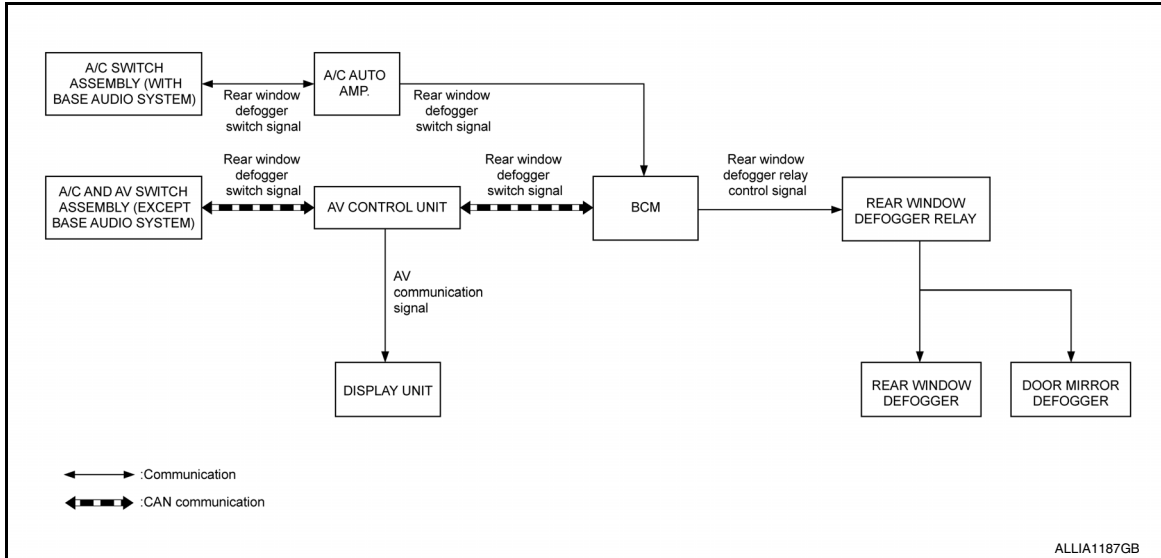 A/C SWITCH
ASSEMBLY (WITH
BASE AUDIO SYSTEM)
Rear window
defogger
switch signal
A/C AUTO
AMP.
Rear window
defogger
switch signal
A/C AND AV SWITCH
ASSEMBLY (EXCEPT
BASE AUDIO SYSTEM)
Rear window
defogger
switch signal
AV CONTROL UNIT
Rear window
defogger
switch signal
BCM
Rear window
defogger relay
control signal
REAR WINDOW
DEFOGGER RELAY
AV
communication
signal
DISPLAY UNIT
REAR WINDOW
DEFOGGER
DOOR MIRROR
DEFOGGER
:Communication
:CAN communication
ALLIA1187GB